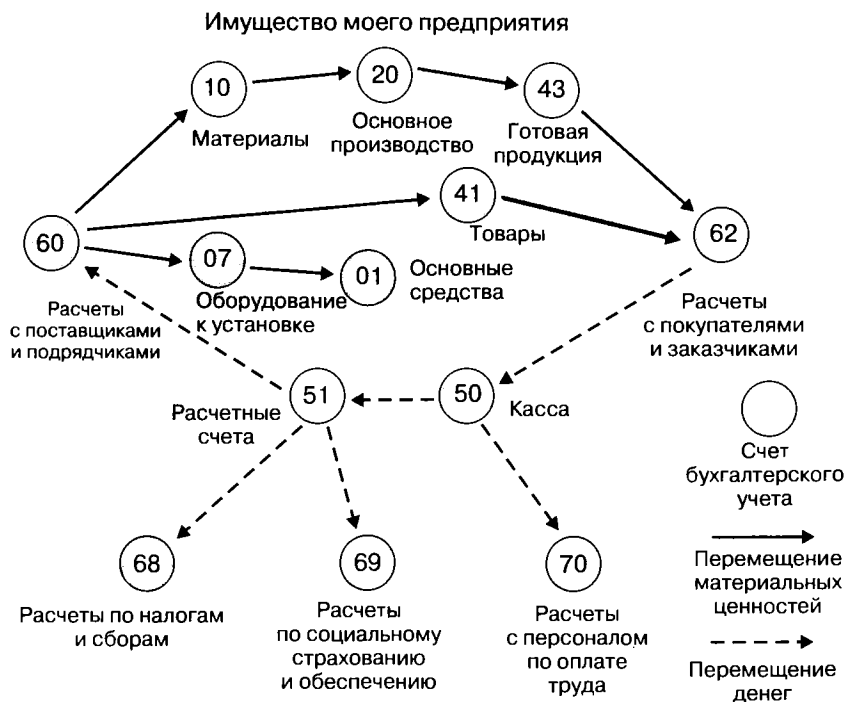 Имущество моего предприятия
10
20
43
Материалы
Основное
производство
Готовая
продукция
41
Товары
60
62
07
01
Оборудование
к установке
Основные
средства
Расчеты
с поставщиками
и подрядчиками
Расчеты
с покупателями
и заказчиками
51
Расчетные
счета
50
Касса
Счет
бухгалтерского
учета
68
Расчеты по налогам
и сборам
69
Расчеты
по социальному
страхованию
и обеспечению
70
Расчеты
с персоналом
по оплате
труда
Перемещение
материальных
ценностей
Перемещение
денег